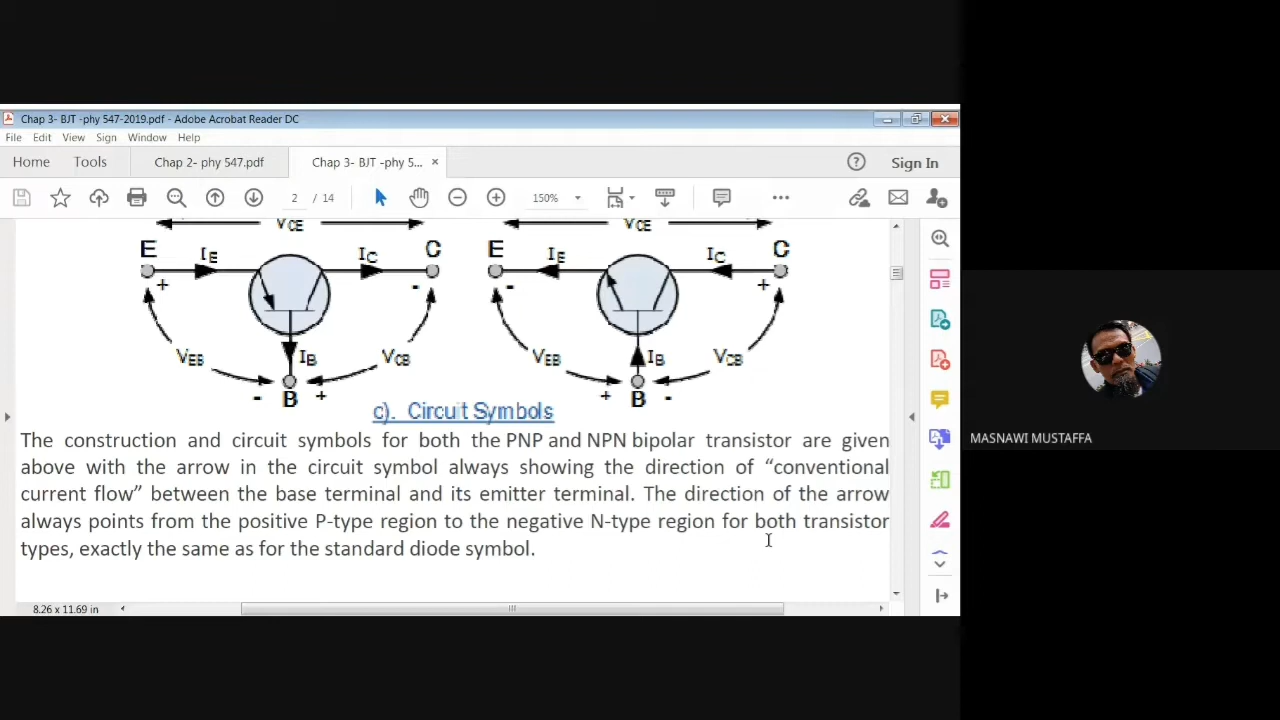 Chap 3- BJT -phy 547-2019.pdf - Adobe Acrobat Reader DC
File Edit View Sign Window Help
Home Tools Chap 2- phy 547.pdf Chap 3- BJT -phy 5... × Sign In
2 / 14 150%
VCE VCE
E IE IC C E IE IC C
+ - - +
VEB IB VCB VEB IB VCB
- B + + B -
c). Circuit Symbols
The construction and circuit symbols for both the PNP and NPN bipolar transistor are given
above with the arrow in the circuit symbol always showing the direction of “conventional
current flow” between the base terminal and its emitter terminal. The direction of the arrow
always points from the positive P-type region to the negative N-type region for both transistor
types, exactly the same as for the standard diode symbol.
8.26 x 11.69 in
MASNAWI MUSTAFFA